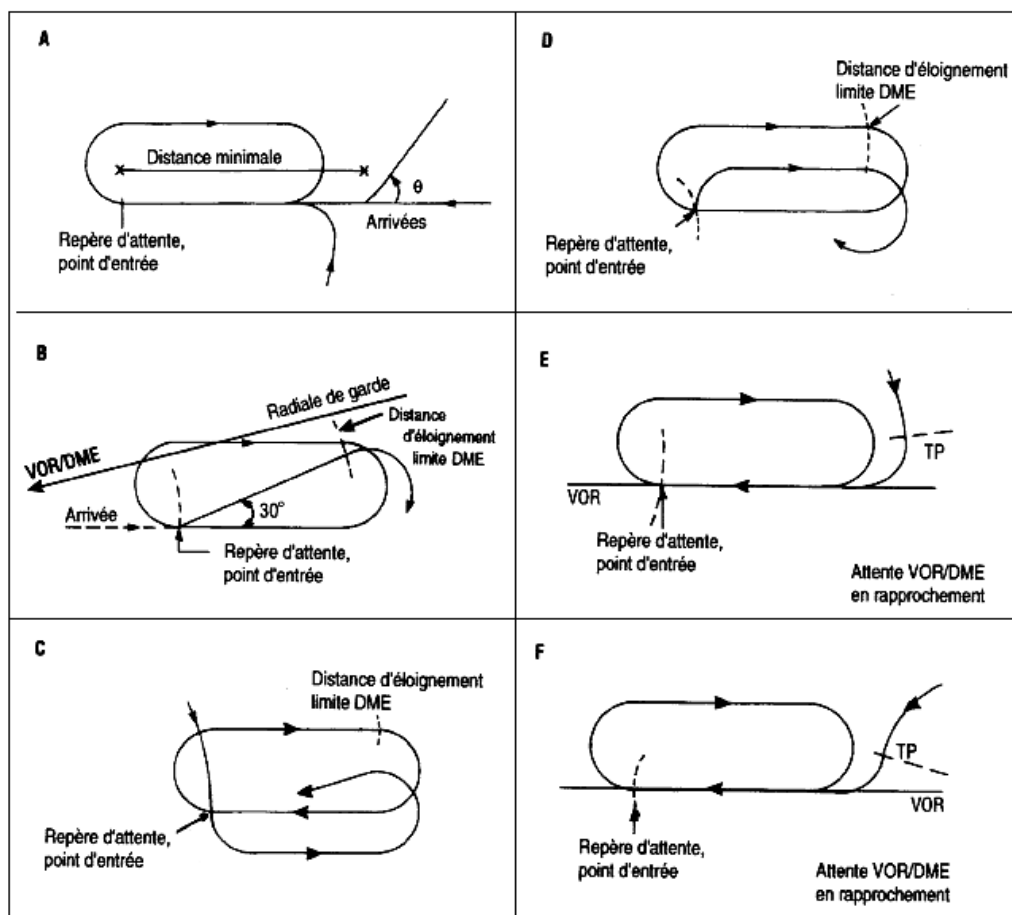 A
Distance minimale
θ
Arrivées
Repère d'attente,
point d'entrée
B
Radiale de garde
VOR/DME
Distance
d'éloignement
limite DME
Arrivée
30°
Repère d'attente,
point d'entrée
C
Distance d'éloignement
limite DME
Repère d'attente,
point d'entrée
D
Distance d'éloignement
limite DME
Repère d'attente,
point d'entrée
E
TP
VOR
Repère d'attente,
point d'entrée
Attente VOR/DME
en rapprochement
F
TP
VOR
Repère d'attente,
point d'entrée
Attente VOR/DME
en rapprochement